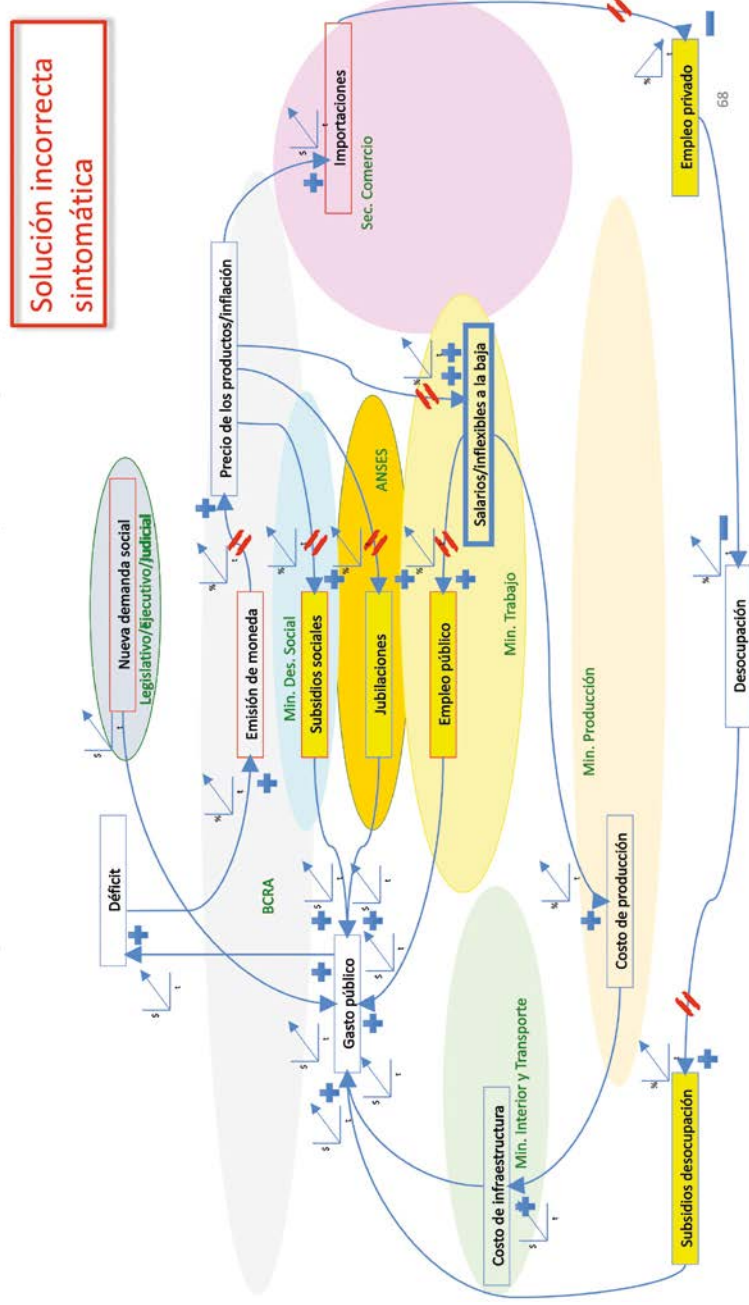 Solución incorrecta
sintomática
Nueva demanda social
Legislativo/Ejecutivo/Judicial
Déficit
Emisión de moneda
Precio de los productos/inflación
BCRA
Importaciones
Sec. Comercio
Min. Des. Social
Subsidios sociales
ANSES
Jubilaciones
Gasto público
Empleo público
Salarios/inflexibles a la baja
Min. Trabajo
Min. Interior y Transporte
Costo de infraestructura
Min. Producción
Costo de producción
Subsidios desocupación
Desocupación
Empleo privado
68